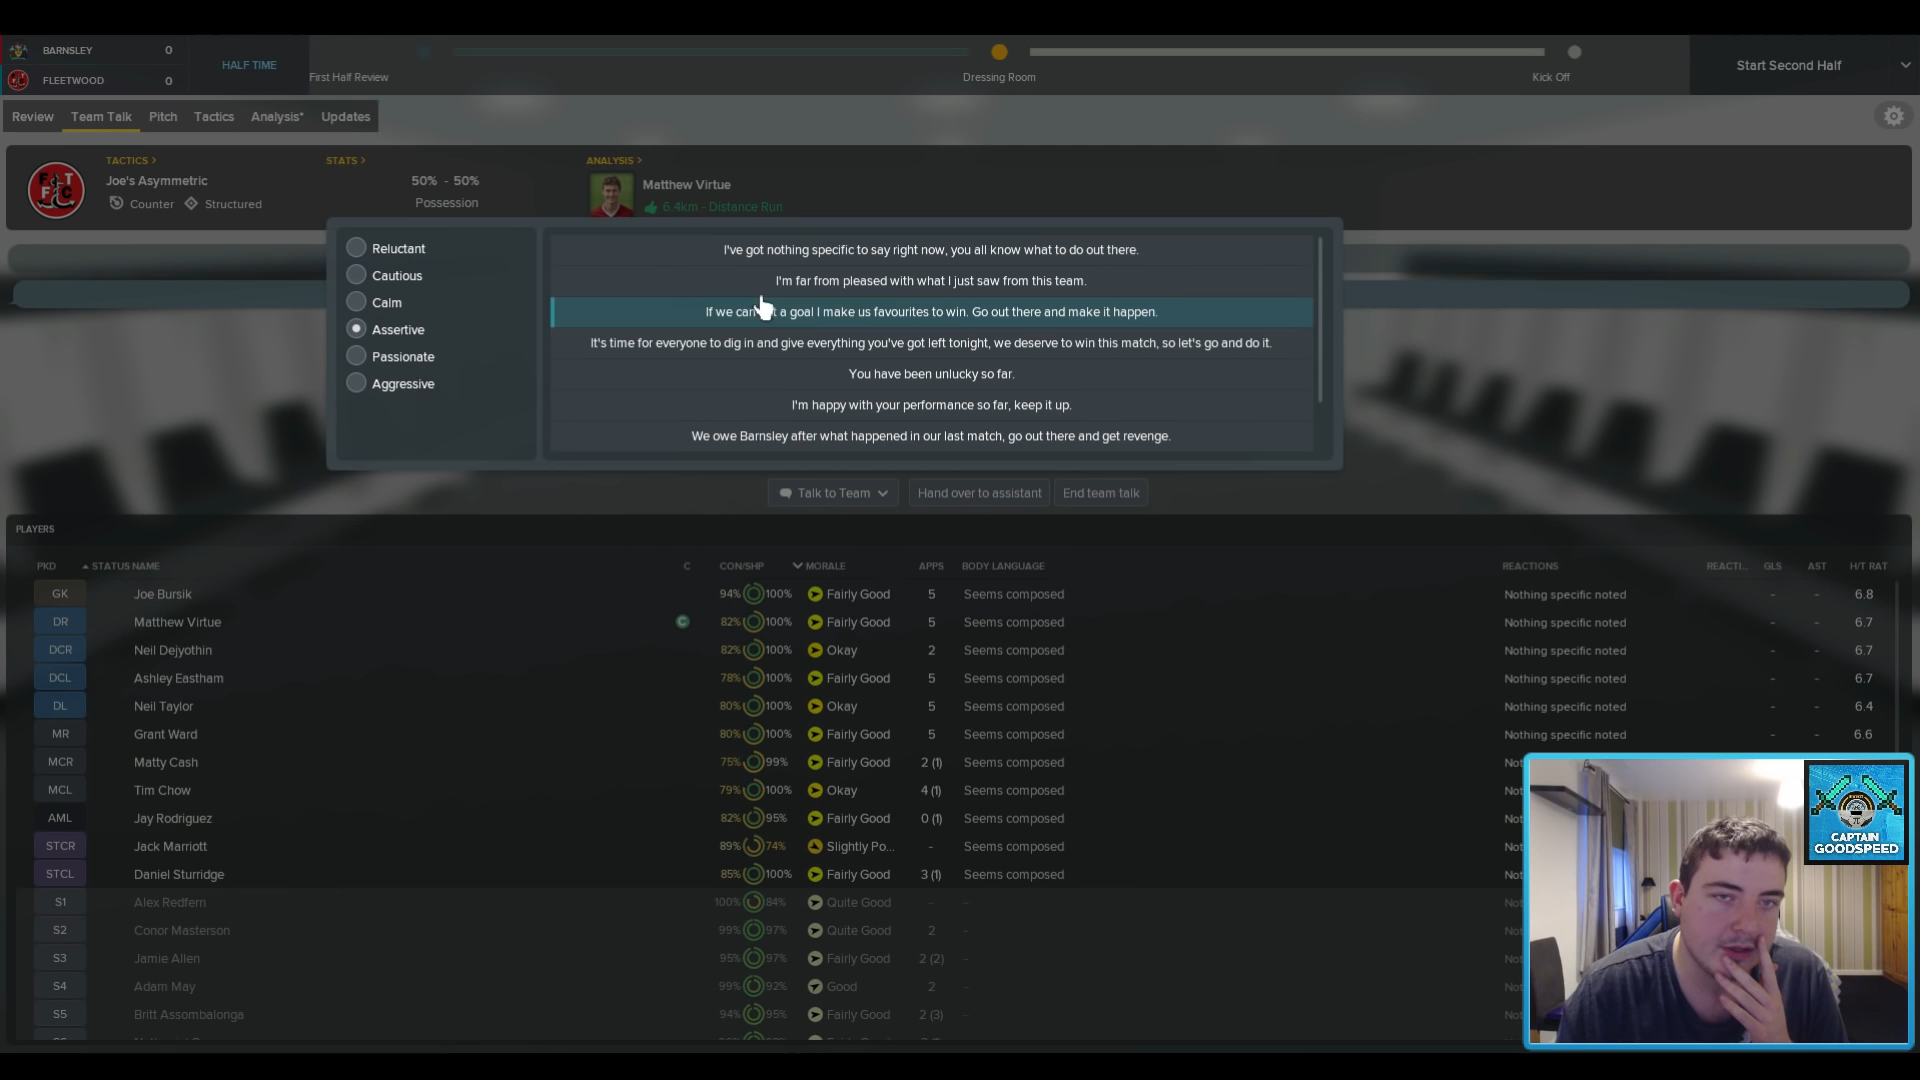 BARNSLEY 0
FLEETWOOD 0
HALF TIME
First Half Review
Dressing Room
Kick Off
Start Second Half
Review Team Talk Pitch Tactics Analysis* Updates
TACTICS >
Joe's Asymmetric
Counter Structured
STATS >
50% - 50%
Possession
ANALYSIS >
Matthew Virtue
6.4km - Distance Run
Reluctant
Cautious
Calm
Assertive
Passionate
Aggressive
I've got nothing specific to say right now, you all know what to do out there.
I'm far from pleased with what I just saw from this team.
If we can a goal I make us favourites to win. Go out there and make it happen.
It's time for everyone to dig in and give everything you've got left tonight, we deserve to win this match, so let's go and do it.
You have been unlucky so far.
I'm happy with your performance so far, keep it up.
We owe Barnsley after what happened in our last match, go out there and get revenge.
Talk to Team Hand over to assistant End team talk
PLAYERS
PKD STATUS NAME C CON/SHP MORALE APPS BODY LANGUAGE REACTIONS REACTI... GLS AST H/T RAT
GK Joe Bursik 94% 100% Fairly Good 5 Seems composed Nothing specific noted - - 6.8
DR Matthew Virtue C 82% 100% Fairly Good 5 Seems composed Nothing specific noted - - 6.7
DCR Neil Dejyothin 82% 100% Okay 2 Seems composed Nothing specific noted - - 6.7
DCL Ashley Eastham 78% 100% Fairly Good 5 Seems composed Nothing specific noted - - 6.7
DL Neil Taylor 80% 100% Okay 5 Seems composed Nothing specific noted - - 6.4
MR Grant Ward 80% 100% Fairly Good 5 Seems composed Nothing specific noted - - 6.6
MCR Matty Cash 75% 99% Fairly Good 2 (1) Seems composed
MCL Tim Chow 79% 100% Okay 4 (1) Seems composed
AML Jay Rodriguez 82% 95% Fairly Good 0 (1) Seems composed
STCR Jack Marriott 89% 74% Slightly Po... - Seems composed
STCL Daniel Sturridge 85% 100% Fairly Good 3 (1) Seems composed
S1 Alex Redfern 100% 84% Quite Good - -
S2 Conor Masterson 99% 97% Quite Good 2 -
S3 Jamie Allen 95% 97% Fairly Good 2 (2) -
S4 Adam May 99% 92% Good 2 -
S5 Britt Assombalonga 94% 95% Fairly Good 2 (3) -
CAPTAIN
GOODSPEED